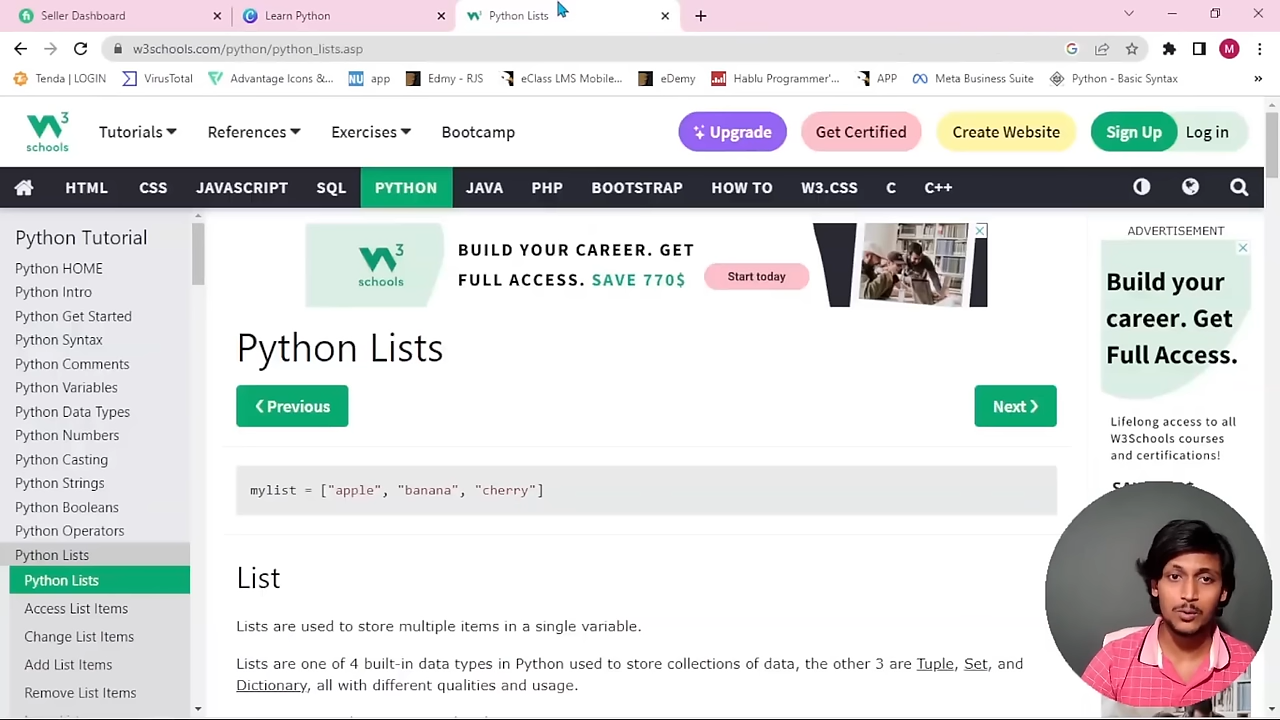 Seller Dashboard
Learn Python
Python Lists
w3schools.com/python/python_lists.asp
M
Tenda | LOGIN
VirusTotal
Advantage Icons &...
NU app
Edmy - RJS
eClass LMS Mobile...
eDemy
Hablu Programmer'...
APP
Meta Business Suite
Python - Basic Syntax
»
W3 schools
Tutorials
References
Exercises
Bootcamp
Upgrade
Get Certified
Create Website
Sign Up
Log in
HTML CSS JAVASCRIPT SQL PYTHON JAVA PHP BOOTSTRAP HOW TO W3.CSS C C++
Python Tutorial
Python HOME
Python Intro
Python Get Started
Python Syntax
Python Comments
Python Variables
Python Data Types
Python Numbers
Python Casting
Python Strings
Python Booleans
Python Operators
Python Lists
Python Lists
Access List Items
Change List Items
Add List Items
Remove List Items
W3 schools
BUILD YOUR CAREER. GET
FULL ACCESS. SAVE 770$
Start today
Python Lists
❮ Previous
Next ❯
mylist = ["apple", "banana", "cherry"]
List
Lists are used to store multiple items in a single variable.
Lists are one of 4 built-in data types in Python used to store collections of data, the other 3 are Tuple, Set, and
Dictionary, all with different qualities and usage.
ADVERTISEMENT
Build your
career. Get
Full Access.
Lifelong access to all
W3Schools courses
and certifications!